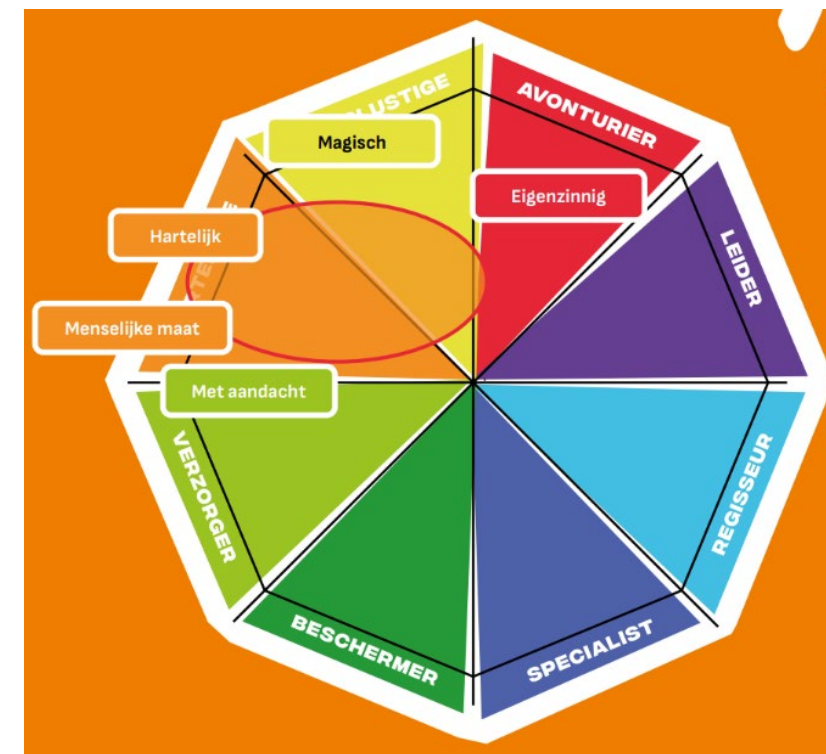 LUSTIGE
AVONTURIER
Magisch
Eigenzinnig
Hartelijk
LEIDER
Menselijke maat
Met aandacht
VERZORGER
REGISSEUR
BESCHERMER
SPECIALIST